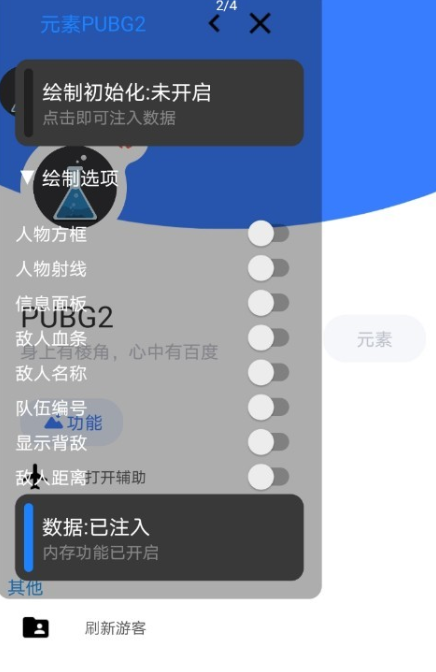 2/4
元素PUBG2
绘制初始化:未开启
点击即可注入数据
▼ 绘制选项
人物方框
人物射线
信息面板
PUBG2
敌人血条
元素
身上有棱角，心中有百度
敌人名称
队伍编号
功能
显示背敌
敌人距离
打开辅助
数据:已注入
内存功能已开启
其他
刷新游客